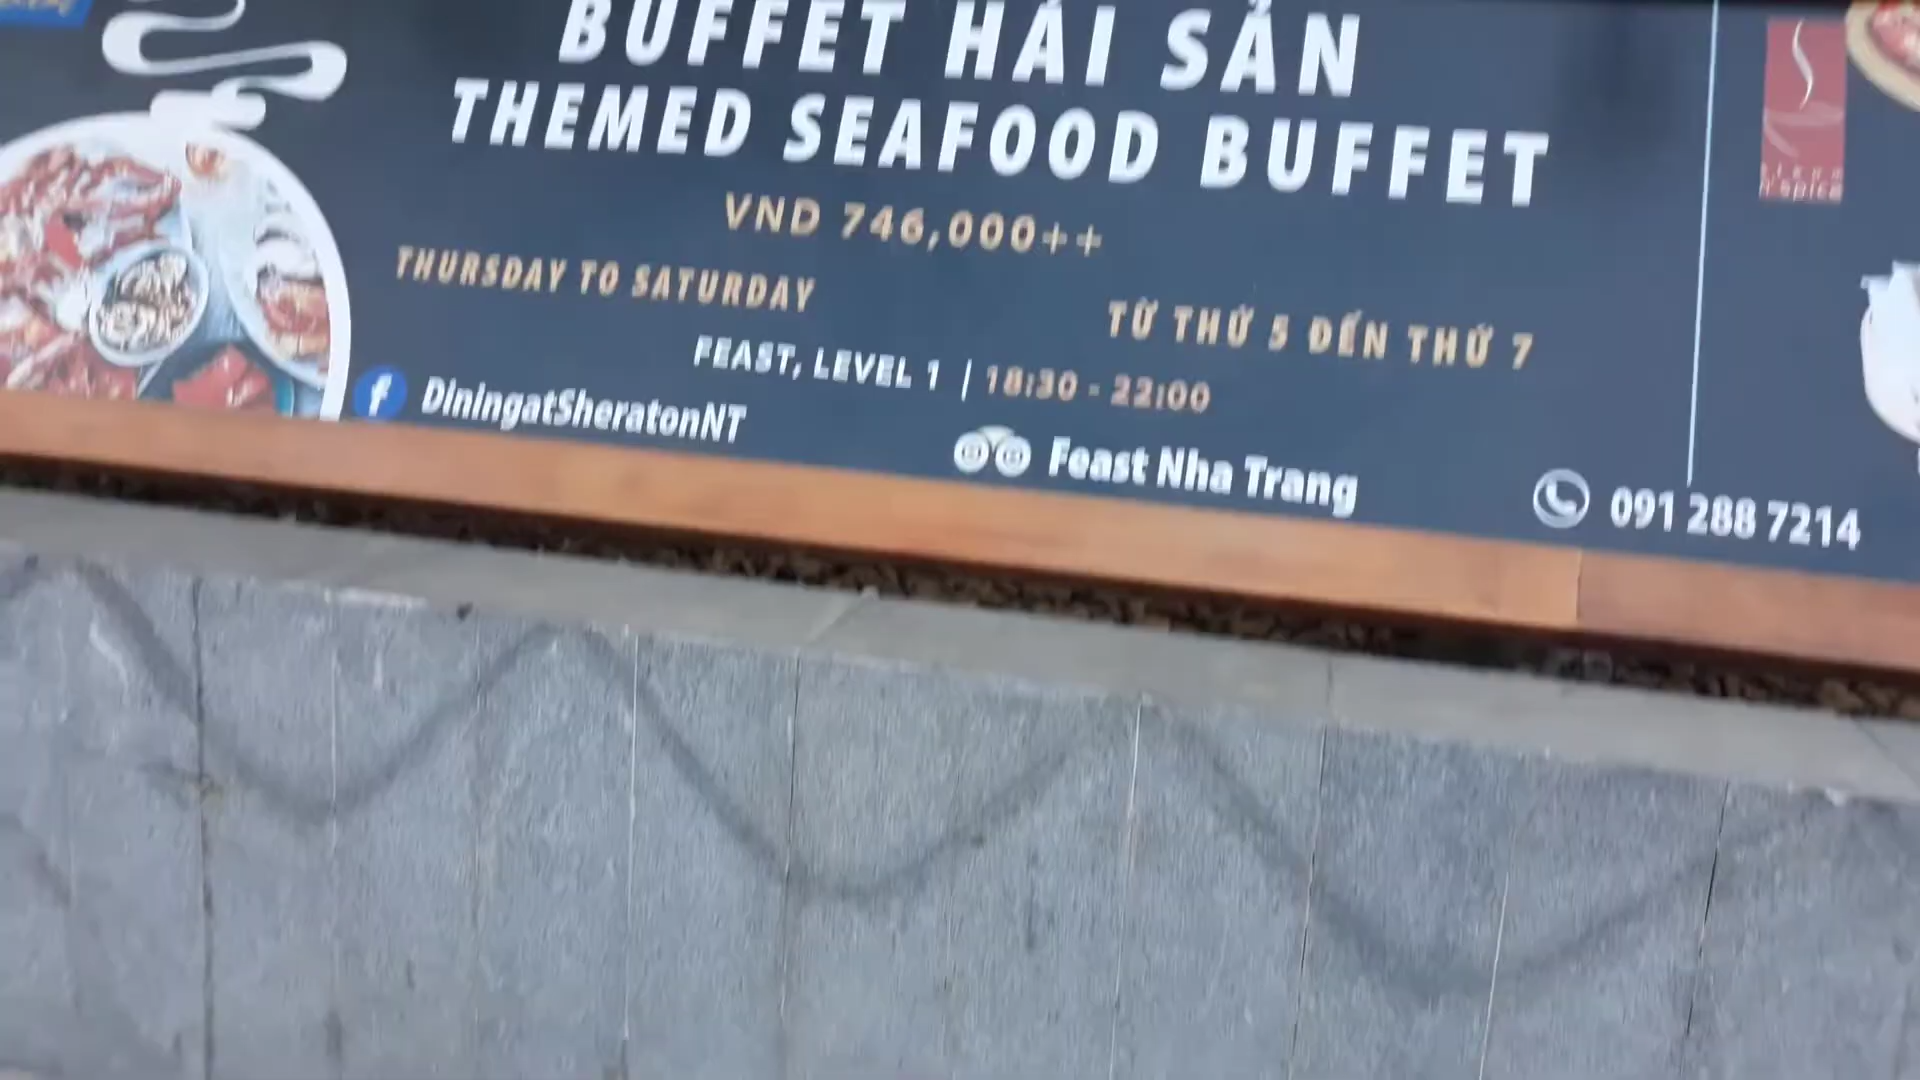 BUFFET HẢI SẢN
THEMED SEAFOOD BUFFET
VND 746,000++
THURSDAY TO SATURDAY
TỪ THỨ 5 ĐẾN THỨ 7
FEAST, LEVEL 1 | 18:30 - 22:00
DiningatSheratonNT
Feast Nha Trang
091 288 7214
n'spice